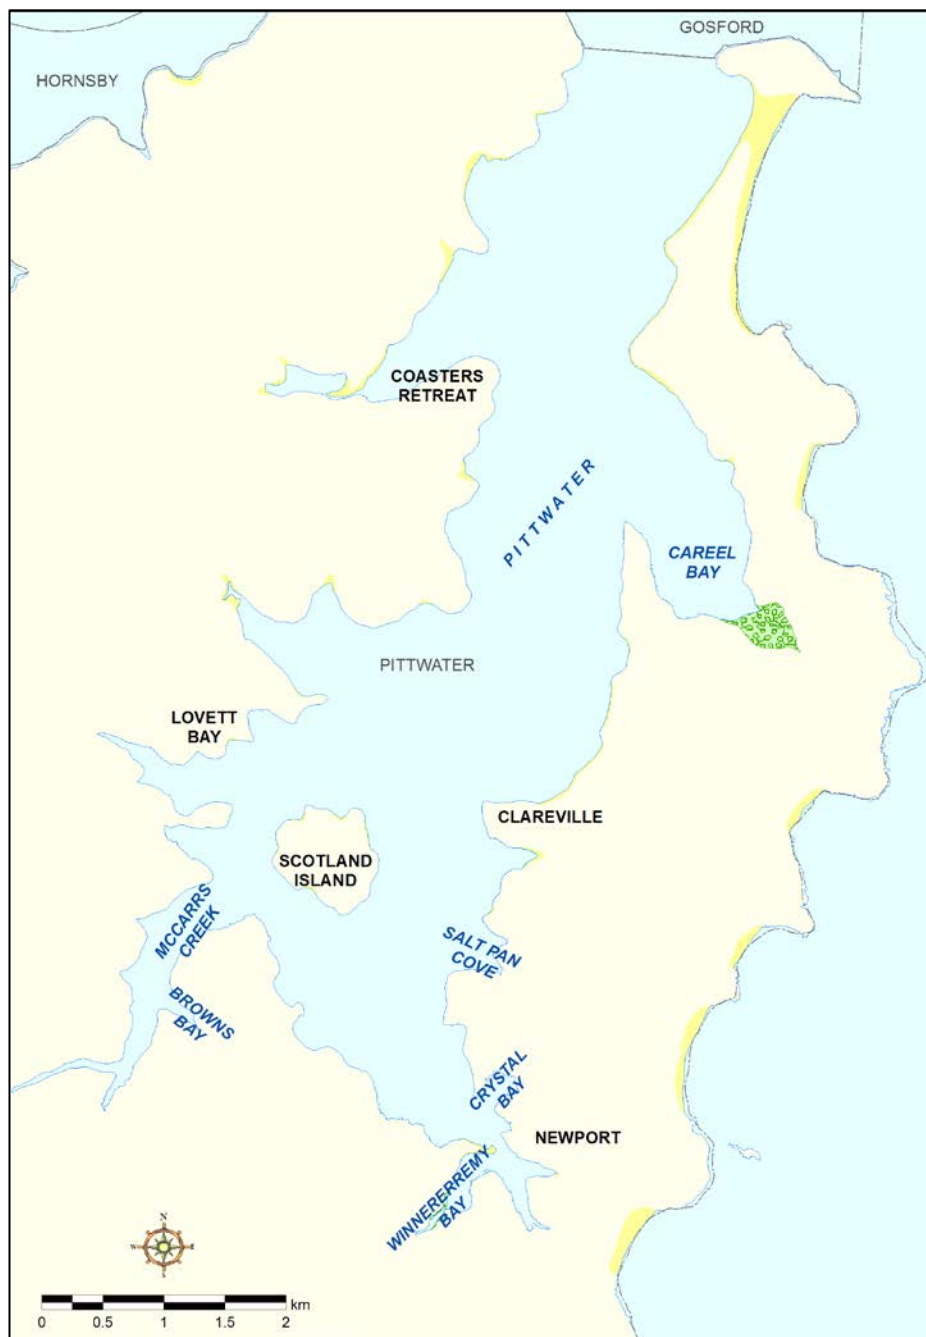 GOSFORD
HORNSBY
COASTERS
RETREAT
PITTWATER
CAREEL
BAY
PITTWATER
LOVETT
BAY
CLAREVILLE
SCOTLAND
ISLAND
MCCARRS
CREEK
SALT PAN
COVE
BROWNS
BAY
CRYSTAL
BAY
NEWPORT
WINNERERREMY
BAY
N
W
E
S
km
0 0.5 1 1.5 2